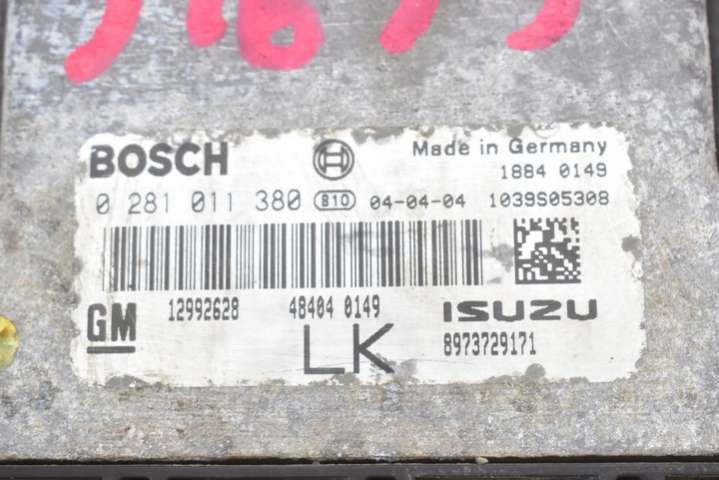 BOSCH Made in Germany
1884 0149
0 281 011 380 810 04-04-04 1039S05308
GM 12992628 48404 0149 ISUZU
LK 8973729171